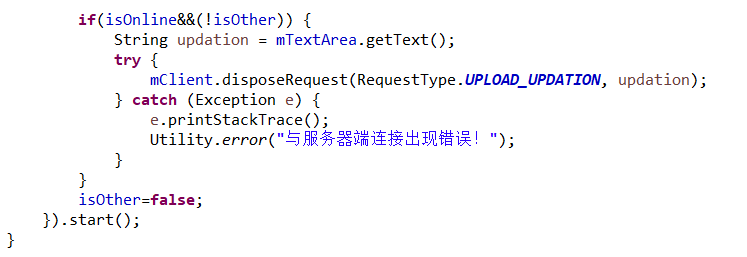 if(isOnline&&(!isOther)) {
String updation = mTextArea.getText();
try {
mClient.disposeRequest(RequestType.UPLOAD_UPDATION, updation);
} catch (Exception e) {
e.printStackTrace();
Utility.error("与服务器端连接出现错误！");
}
}
isOther=false;
}).start();
}